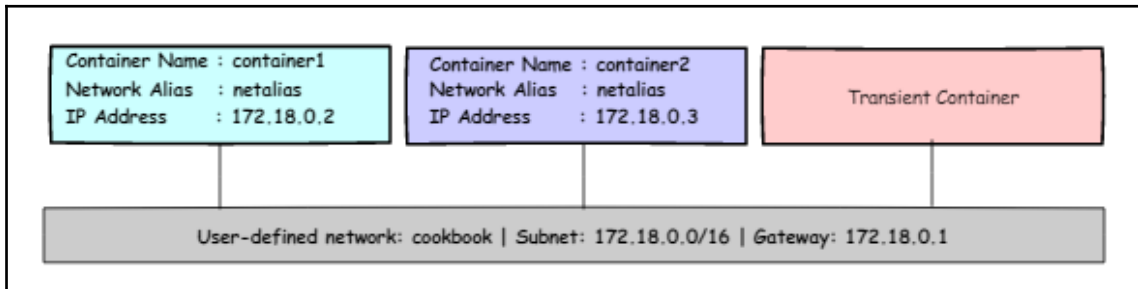 Container Name : container1
Network Alias : netalias
IP Address : 172.18.0.2
Container Name : container2
Network Alias : netalias
IP Address : 172.18.0.3
Transient Container
User-defined network: cookbook | Subnet: 172.18.0.0/16 | Gateway: 172.18.0.1